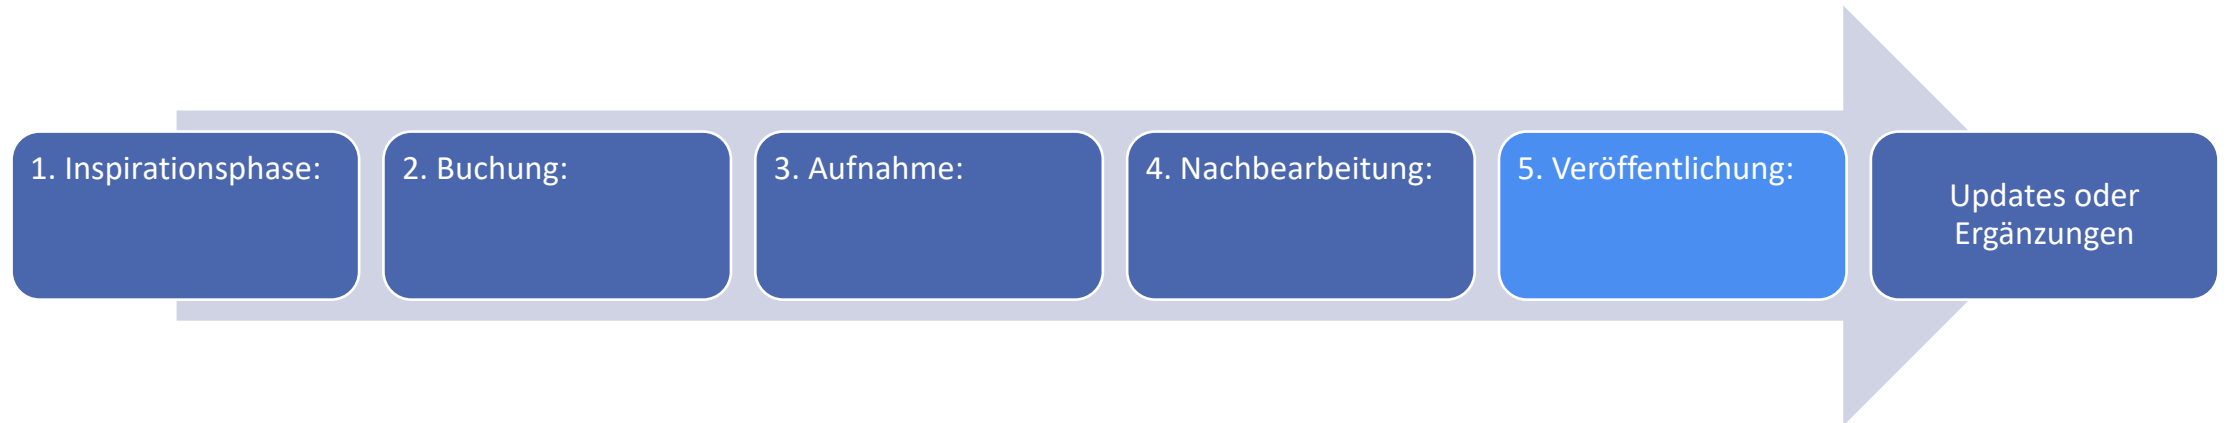 1. Inspirationsphase:
2. Buchung:
3. Aufnahme:
4. Nachbearbeitung:
5. Veröffentlichung:
Updates oder
Ergänzungen